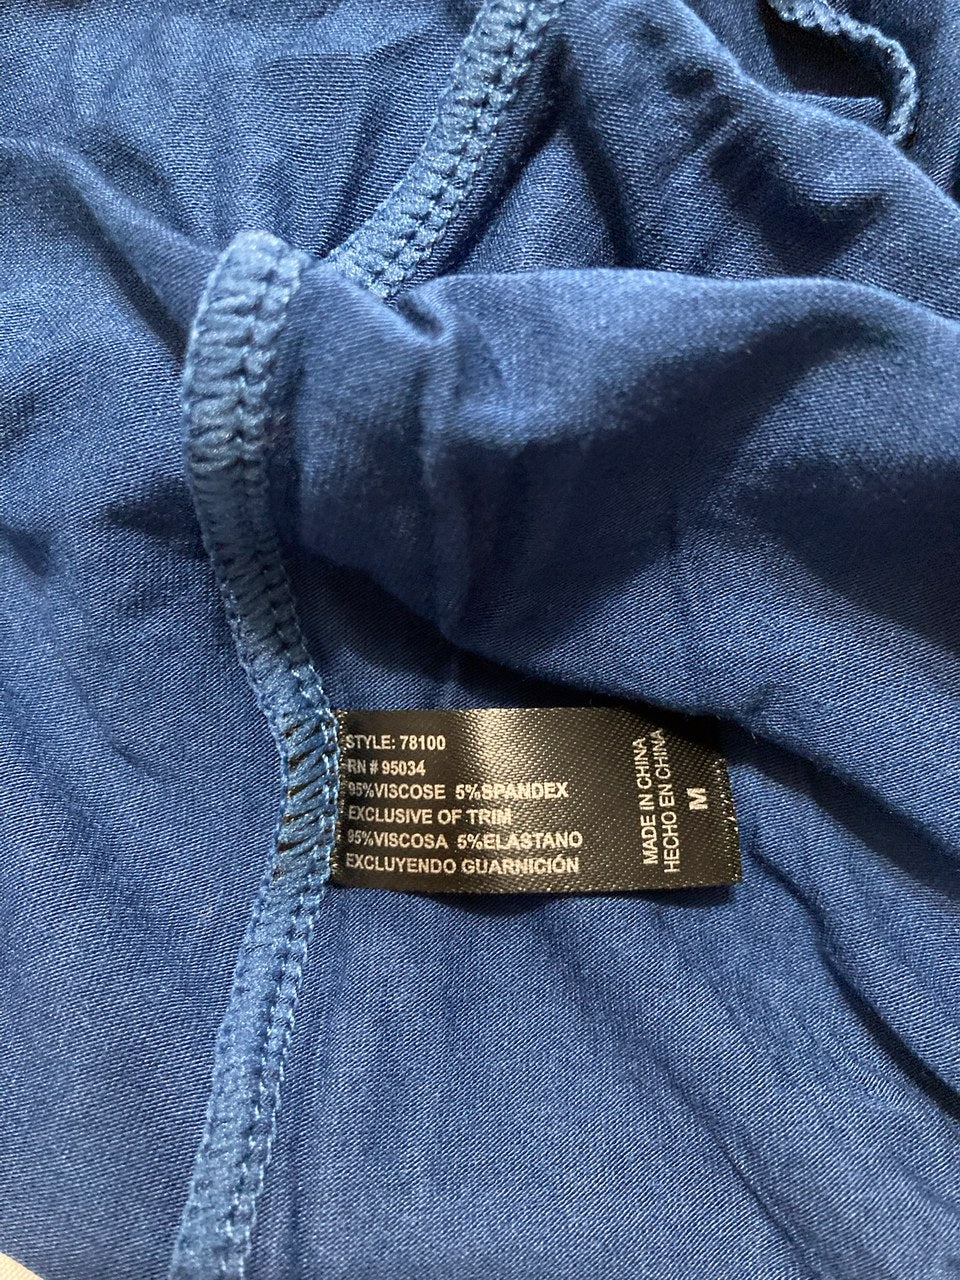 STYLE: 78100
RN # 95034
95%VISCOSE 5%SPANDEX
EXCLUSIVE OF TRIM
95%VISCOSA 5%ELASTANO
EXCLUYENDO GUARNICIÓN
MADE IN CHINA
HECHO EN CHINA
M